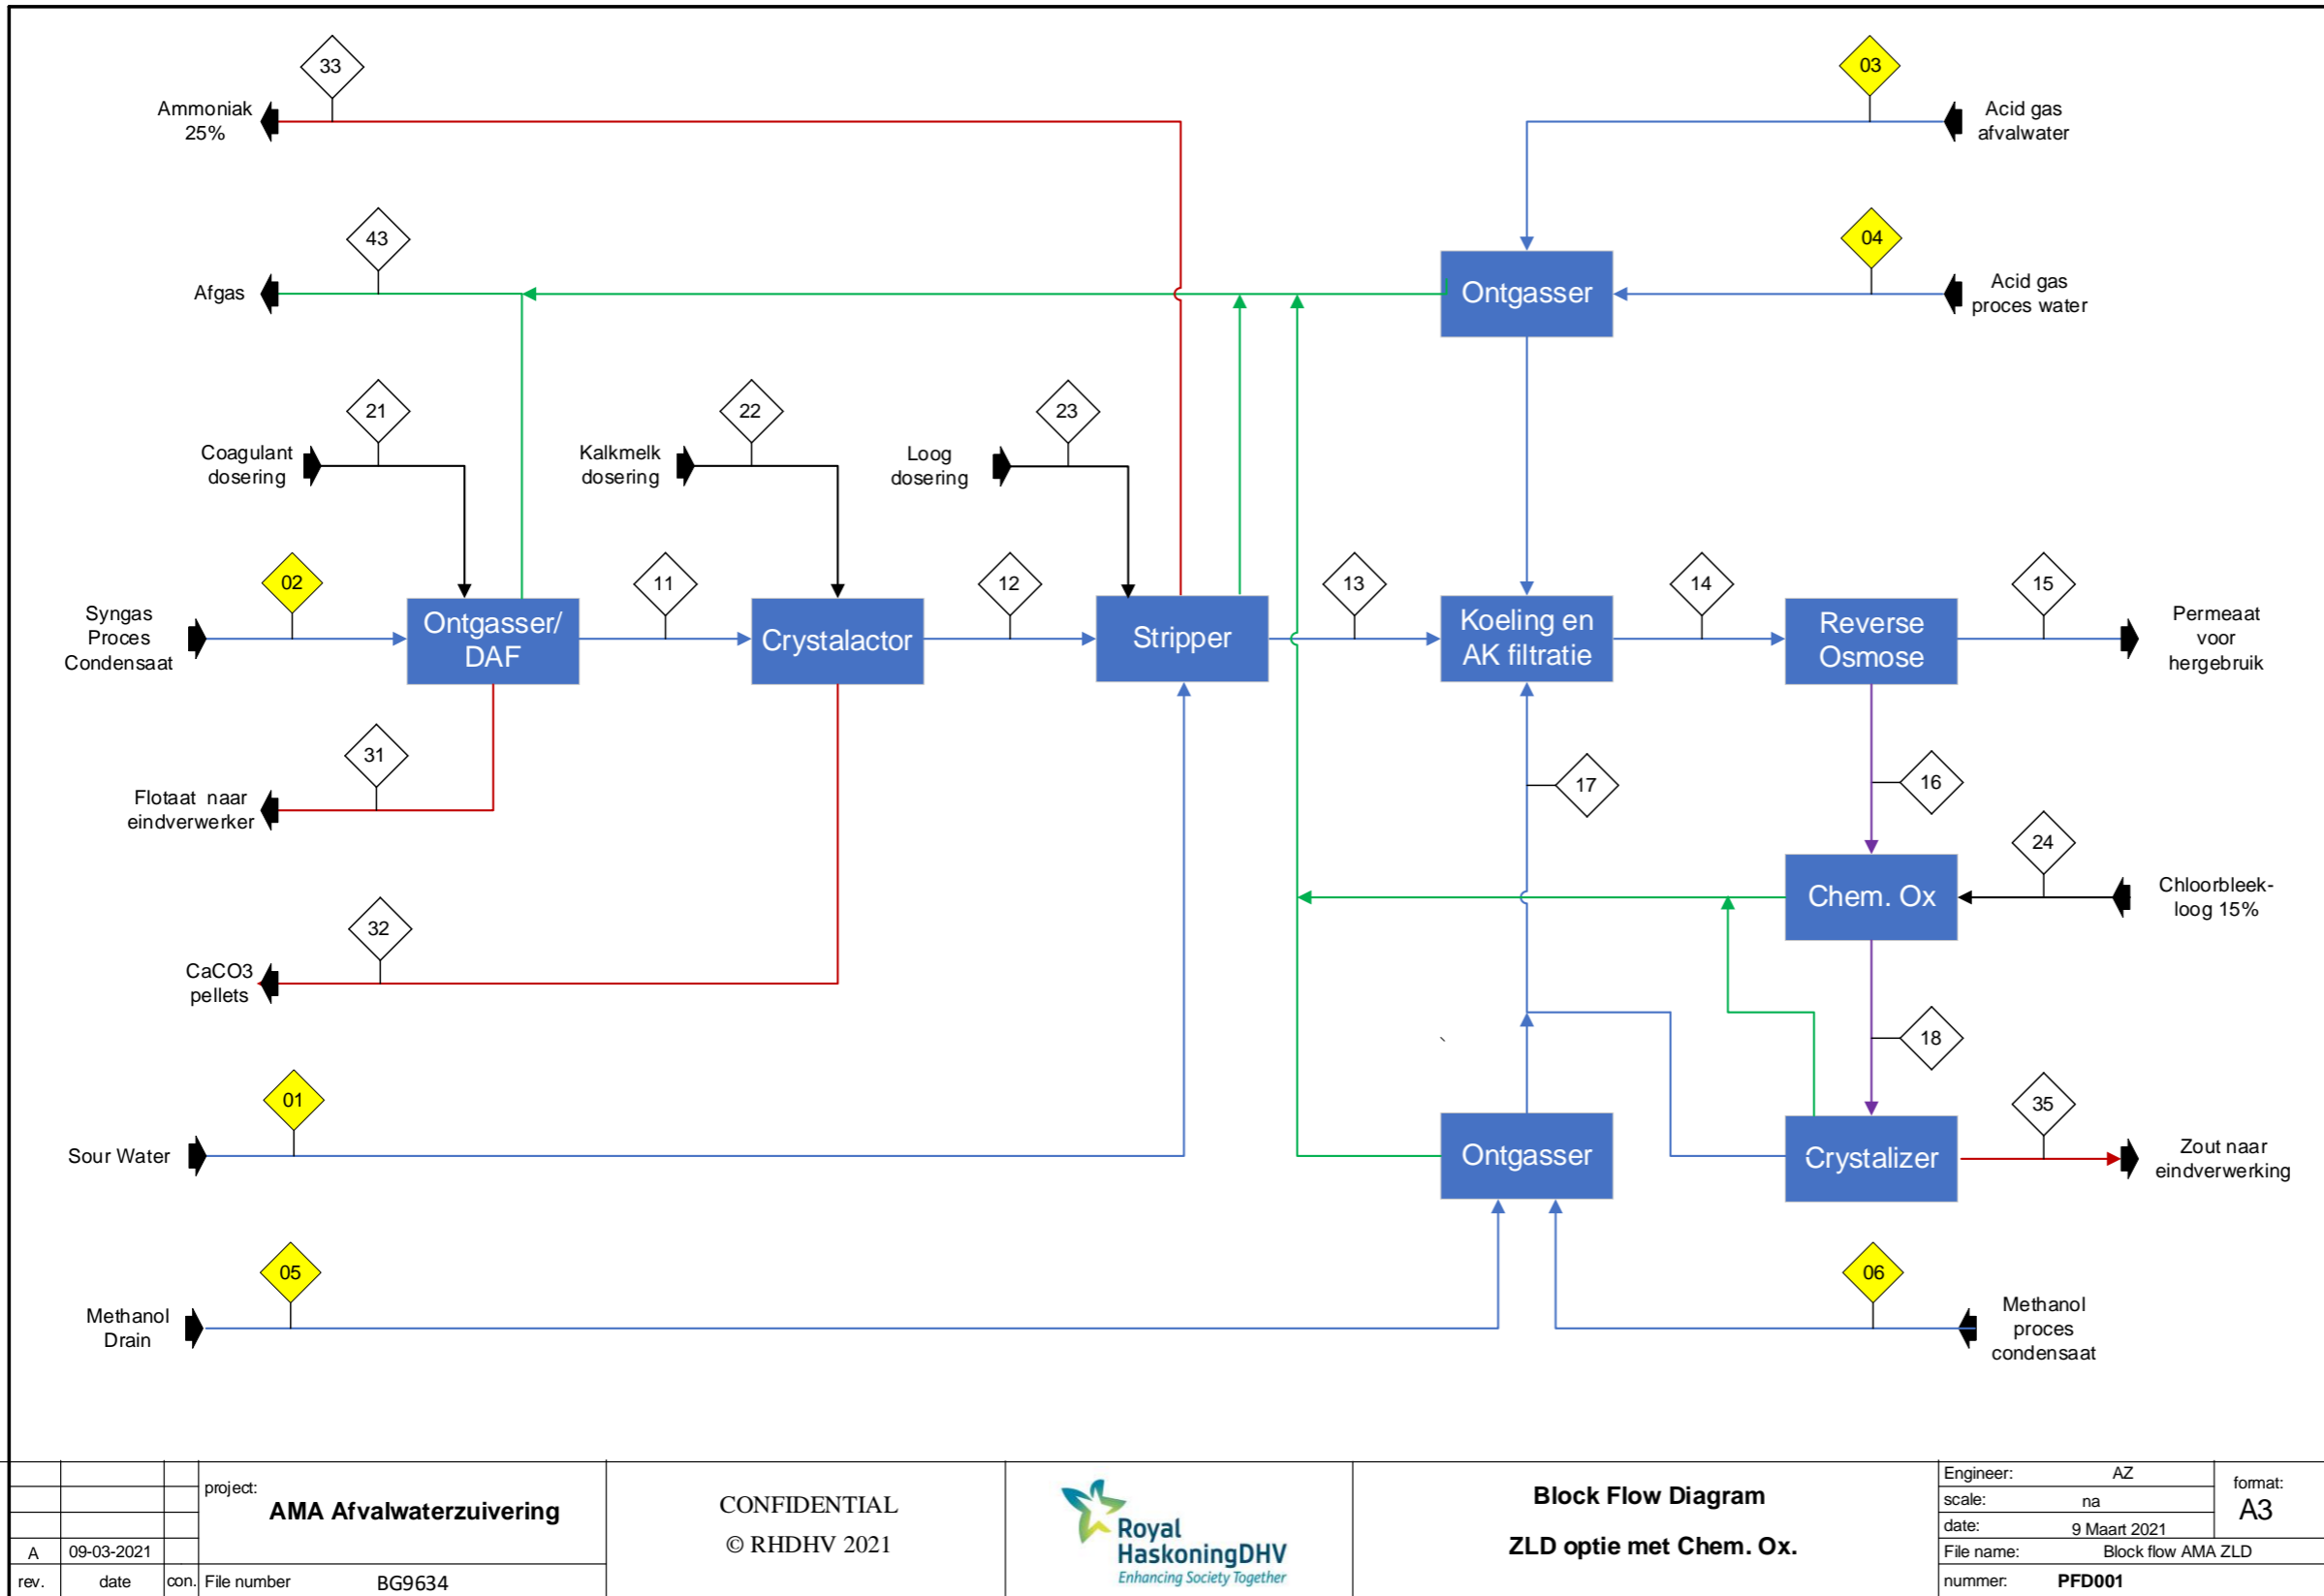 33
Ammoniak
25%
03
Acid gas
afvalwater
43
Afgas
Ontgasser
04
Acid gas
proces water
21
Coagulant
dosering
22
Kalkmelk
dosering
23
Loog
dosering
02
Syngas
Proces
Condensaat
Ontgasser/
DAF
11
Crystalactor
12
Stripper
13
Koeling en
AK filtratie
14
Reverse
Osmose
15
Permeaat
voor
hergebruik
31
Flotaat naar
eindverwerker
17
16
24
Chem. Ox
Chloorbleek-
loog 15%
32
CaCO3
pellets
18
01
Sour Water
Ontgasser
Crystalizer
35
Zout naar
eindverwerking
05
Methanol
Drain
06
Methanol
proces
condensaat
A
09-03-2021
rev.
date
con.
project:
AMA Afvalwaterzuivering
File number
BG9634
CONFIDENTIAL
© RHDHV 2021
Royal
HaskoningDHV
Enhancing Society Together
Block Flow Diagram
ZLD optie met Chem. Ox.
Engineer: AZ
scale: na
date: 9 Maart 2021
format:
A3
File name: Block flow AMA ZLD
nummer: PFD001